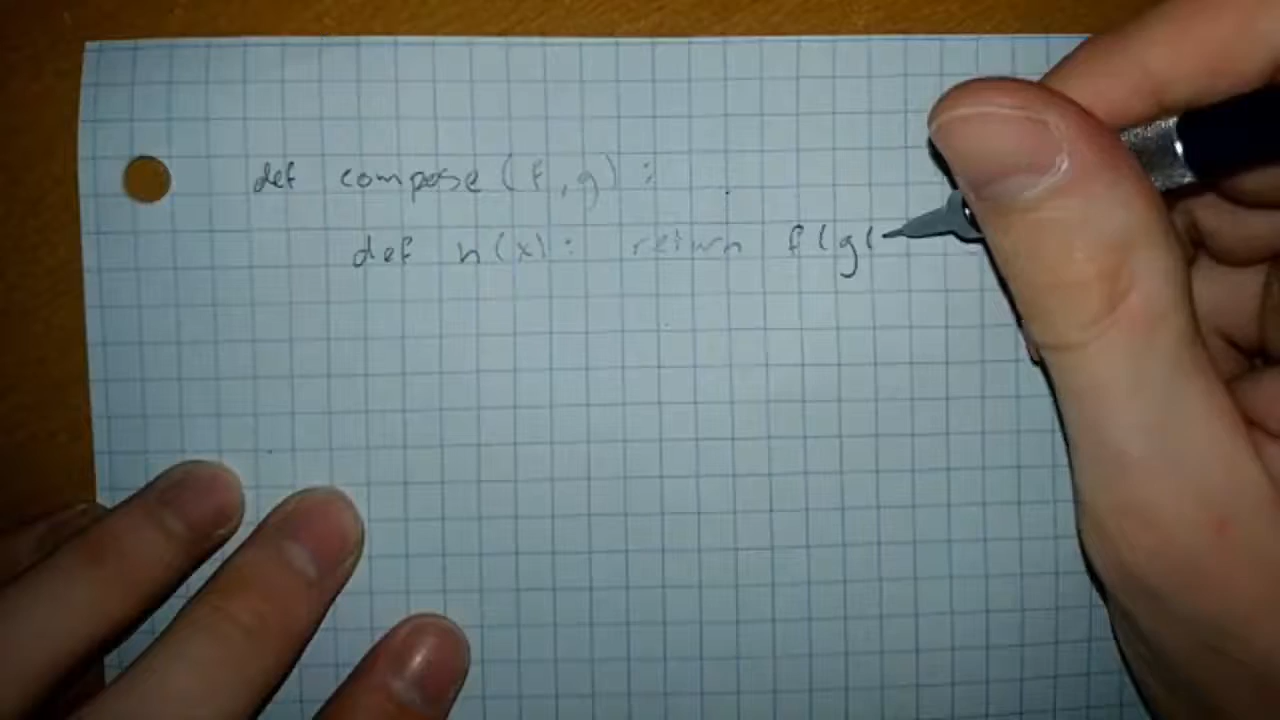 def compose(f,g):
def h(x): return f(g(